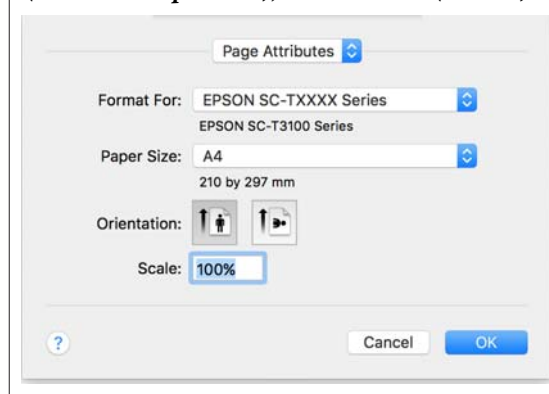 Page Attributes
Format For: EPSON SC-TXXXX Series
EPSON SC-T3100 Series
Paper Size: A4
210 by 297 mm
Orientation:
Scale: 100%
? Cancel OK